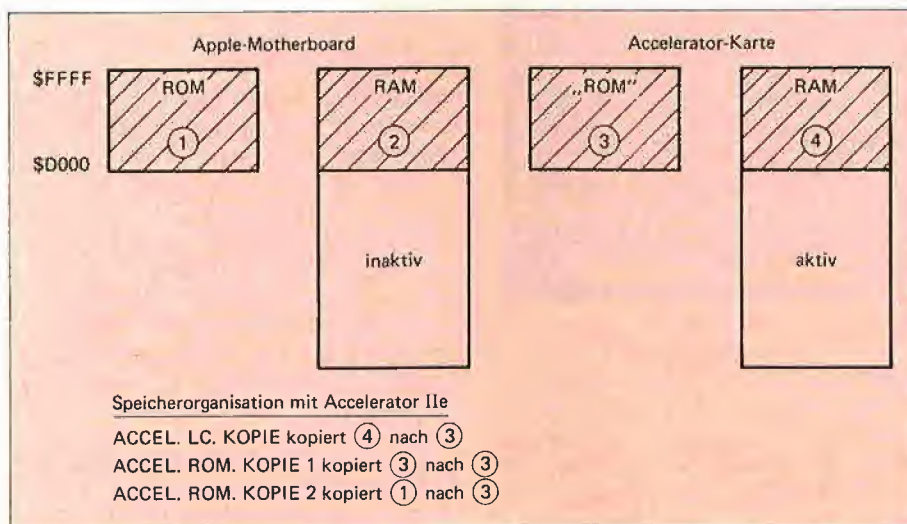 Apple-Motherboard
Accelerator-Karte
$FFFF
ROM
RAM
„ROM“
RAM
1
2
3
4
$D000
inaktiv
aktiv
Speicherorganisation mit Accelerator IIe
ACCEL. LC. KOPIE kopiert 4 nach 3
ACCEL. ROM. KOPIE 1 kopiert 3 nach 3
ACCEL. ROM. KOPIE 2 kopiert 1 nach 3